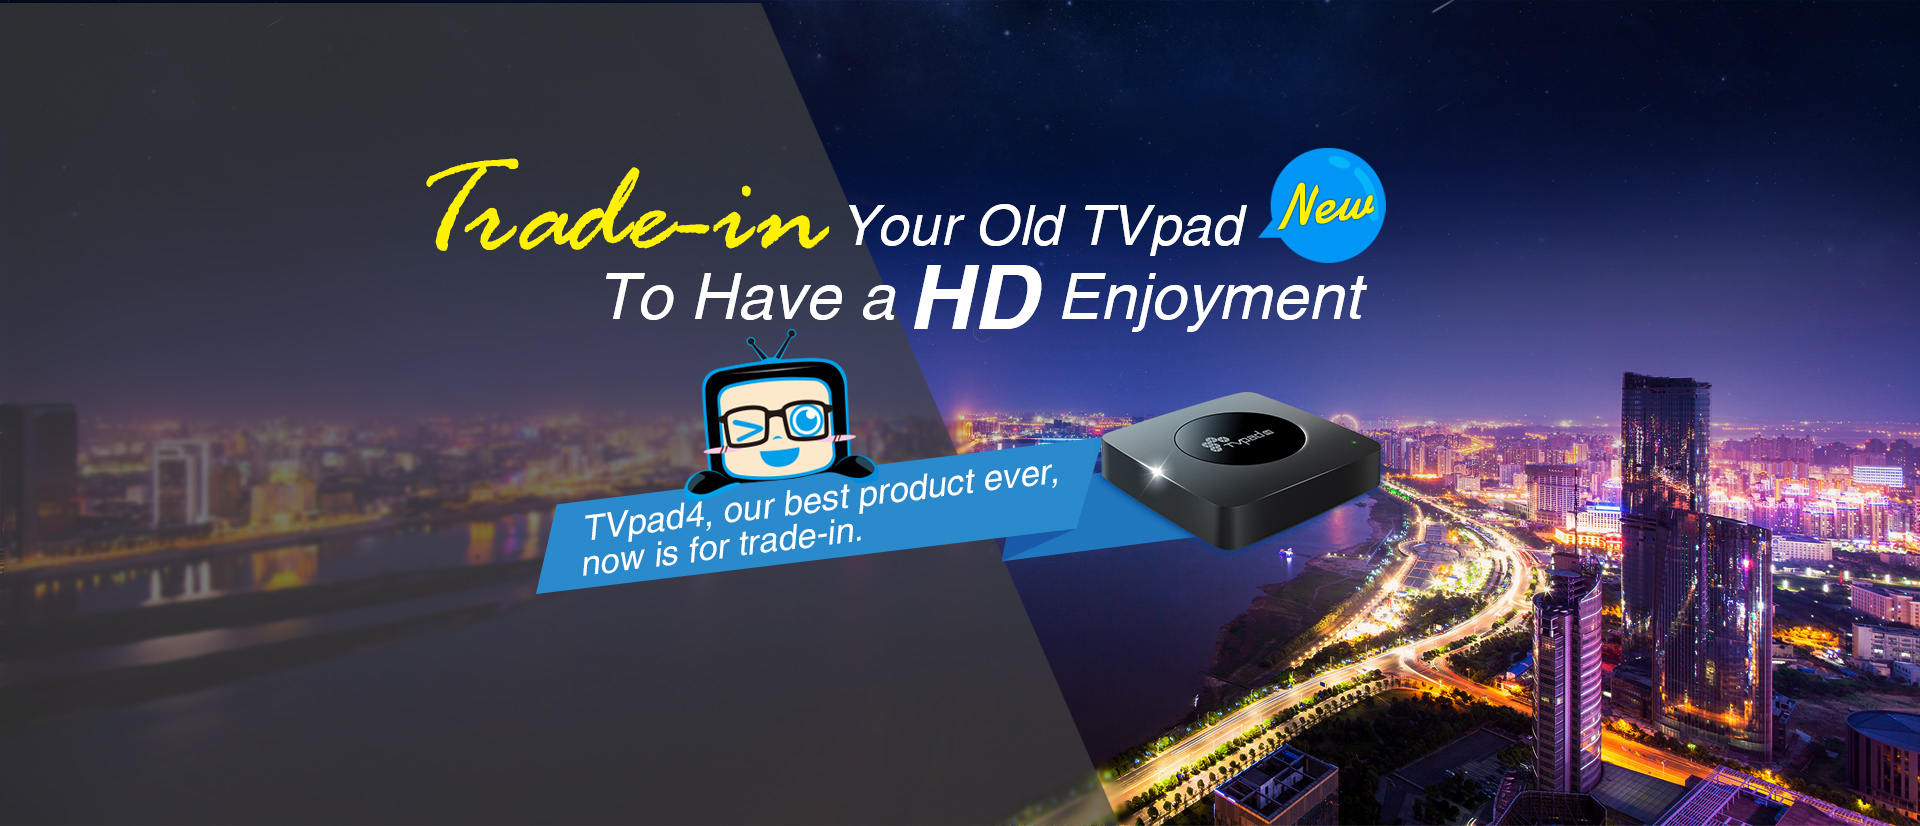 Trade-in Your Old TVpad New
To Have a HD Enjoyment
TVpad4, our best product ever,
now is for trade-in.
TVpad